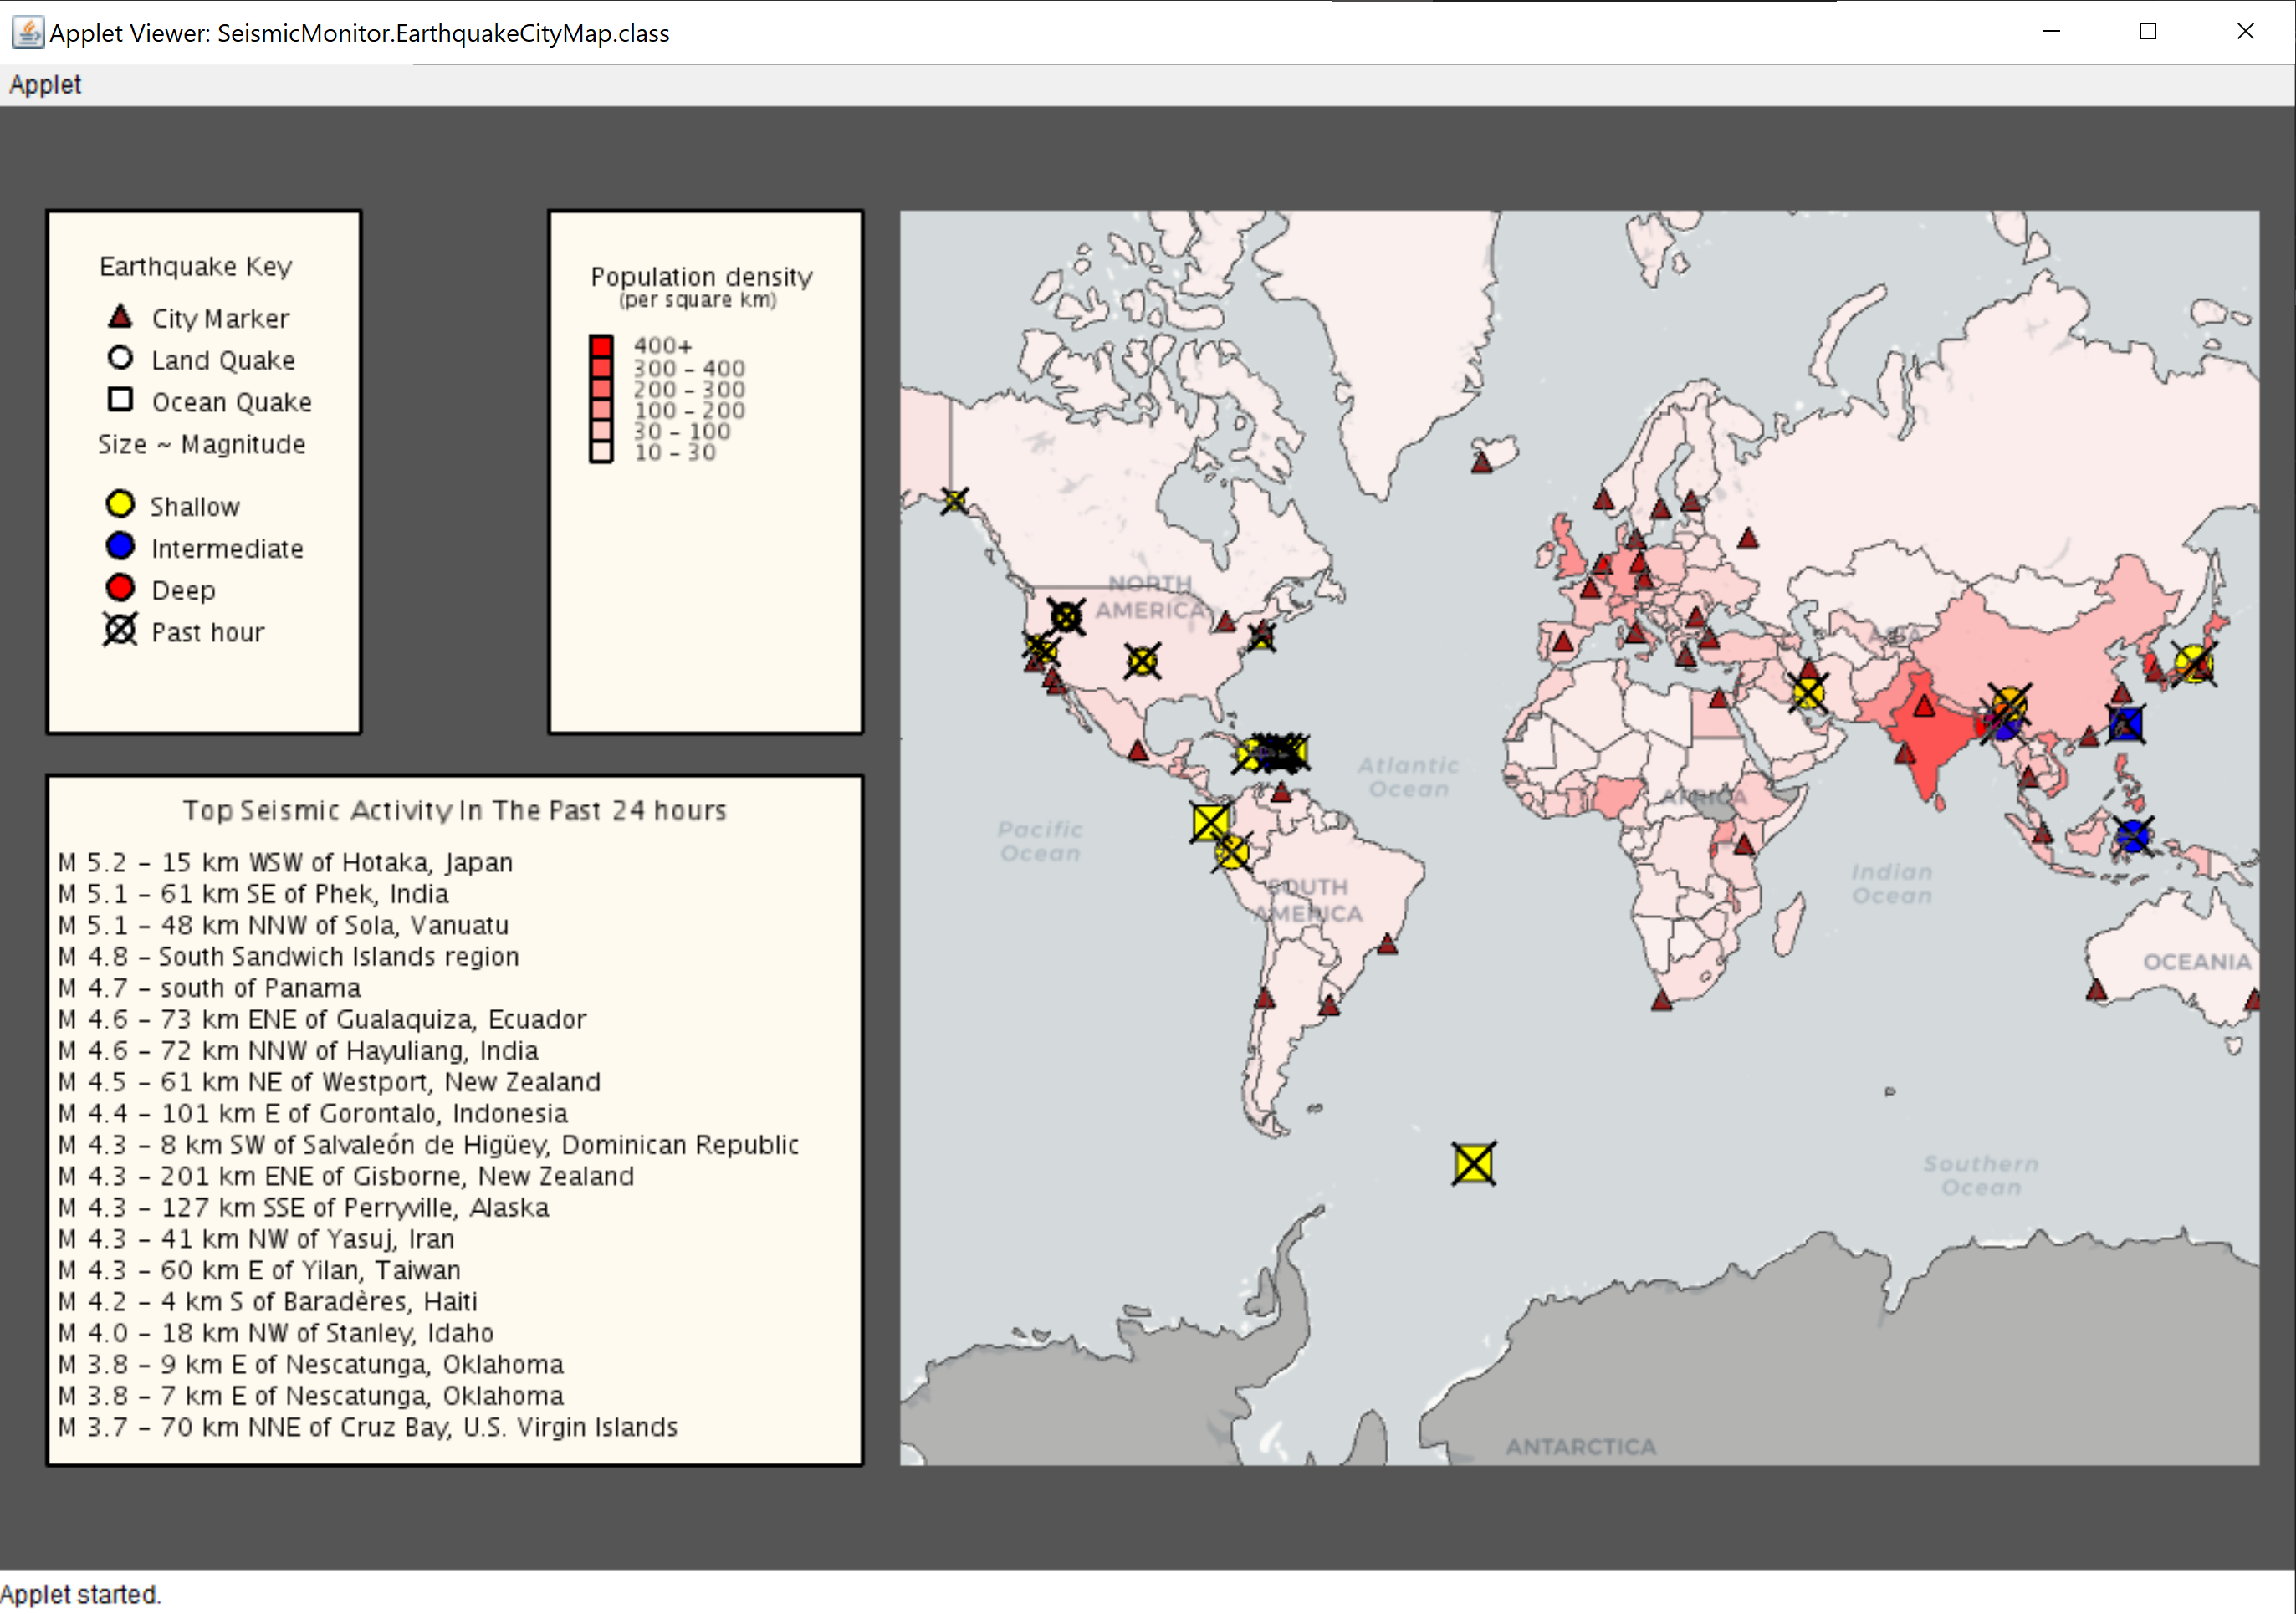 Applet Viewer: SeismicMonitor.EarthquakeCityMap.class
Applet
Earthquake Key
City Marker
Land Quake
Ocean Quake
Size ~ Magnitude
Shallow
Intermediate
Deep
Past hour
Population density
(per square km)
400+
300 - 400
200 - 300
100 - 200
30 - 100
10 - 30
Top Seismic Activity In The Past 24 hours
M 5.2 - 15 km WSW of Hotaka, Japan
M 5.1 - 61 km SE of Phek, India
M 5.1 - 48 km NNW of Sola, Vanuatu
M 4.8 - South Sandwich Islands region
M 4.7 - south of Panama
M 4.6 - 73 km ENE of Gualaquiza, Ecuador
M 4.6 - 72 km NNW of Hayuliang, India
M 4.5 - 61 km NE of Westport, New Zealand
M 4.4 - 101 km E of Gorontalo, Indonesia
M 4.3 - 8 km SW of Salvaleón de Higüey, Dominican Republic
M 4.3 - 201 km ENE of Gisborne, New Zealand
M 4.3 - 127 km SSE of Perryville, Alaska
M 4.3 - 41 km NW of Yasuj, Iran
M 4.3 - 60 km E of Yilan, Taiwan
M 4.2 - 4 km S of Baradères, Haiti
M 4.0 - 18 km NW of Stanley, Idaho
M 3.8 - 9 km E of Nescatunga, Oklahoma
M 3.8 - 7 km E of Nescatunga, Oklahoma
M 3.7 - 70 km NNE of Cruz Bay, U.S. Virgin Islands
NORTH
AMERICA
ASIA
Atlantic
Ocean
AFRICA
Pacific
Ocean
Indian
Ocean
SOUTH
AMERICA
OCEANIA
Southern
Ocean
ANTARCTICA
Applet started.